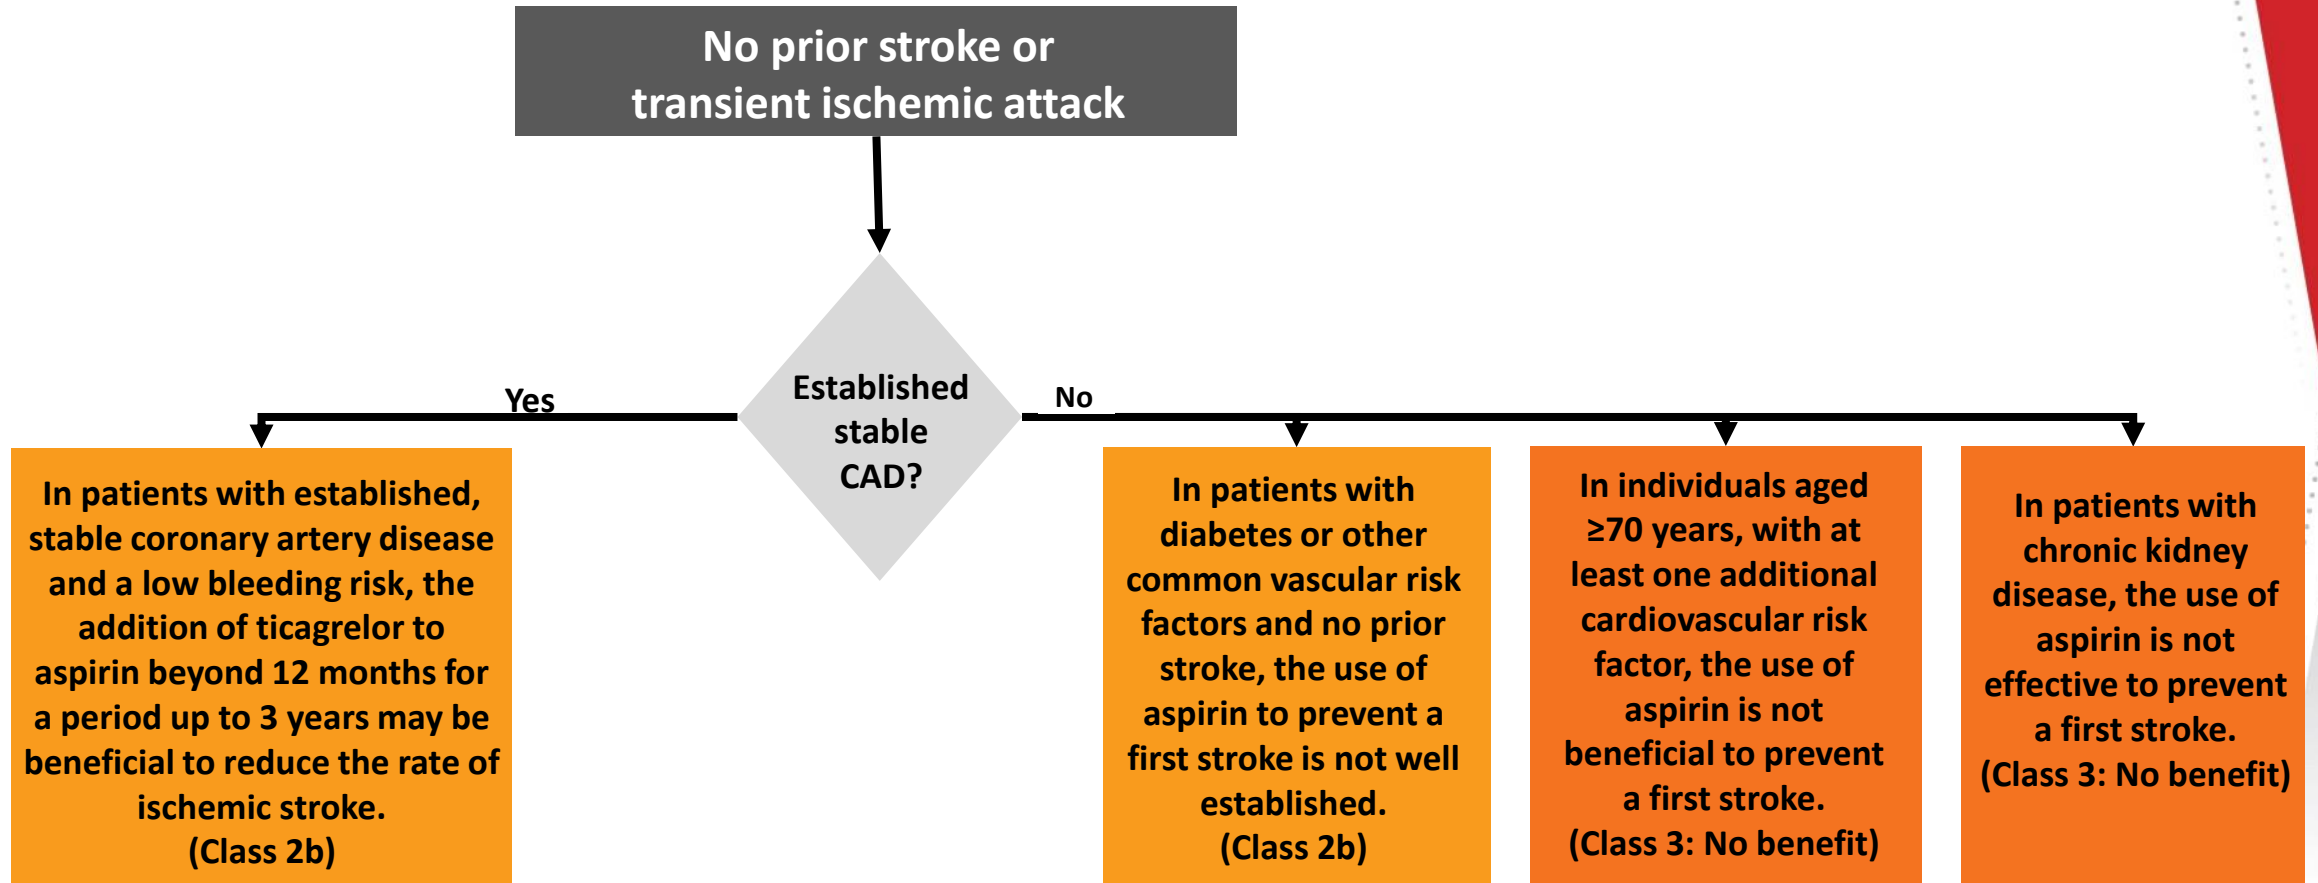 No prior stroke or
transient ischemic attack
Established
stable
CAD?
Yes
No
In patients with established,
stable coronary artery disease
and a low bleeding risk, the
addition of ticagrelor to
aspirin beyond 12 months for
a period up to 3 years may be
beneficial to reduce the rate of
ischemic stroke.
(Class 2b)
In patients with
diabetes or other
common vascular risk
factors and no prior
stroke, the use of
aspirin to prevent a
first stroke is not well
established.
(Class 2b)
In individuals aged
≥70 years, with at
least one additional
cardiovascular risk
factor, the use of
aspirin is not
beneficial to prevent
a first stroke.
(Class 3: No benefit)
In patients with
chronic kidney
disease, the use of
aspirin is not
effective to prevent
a first stroke.
(Class 3: No benefit)